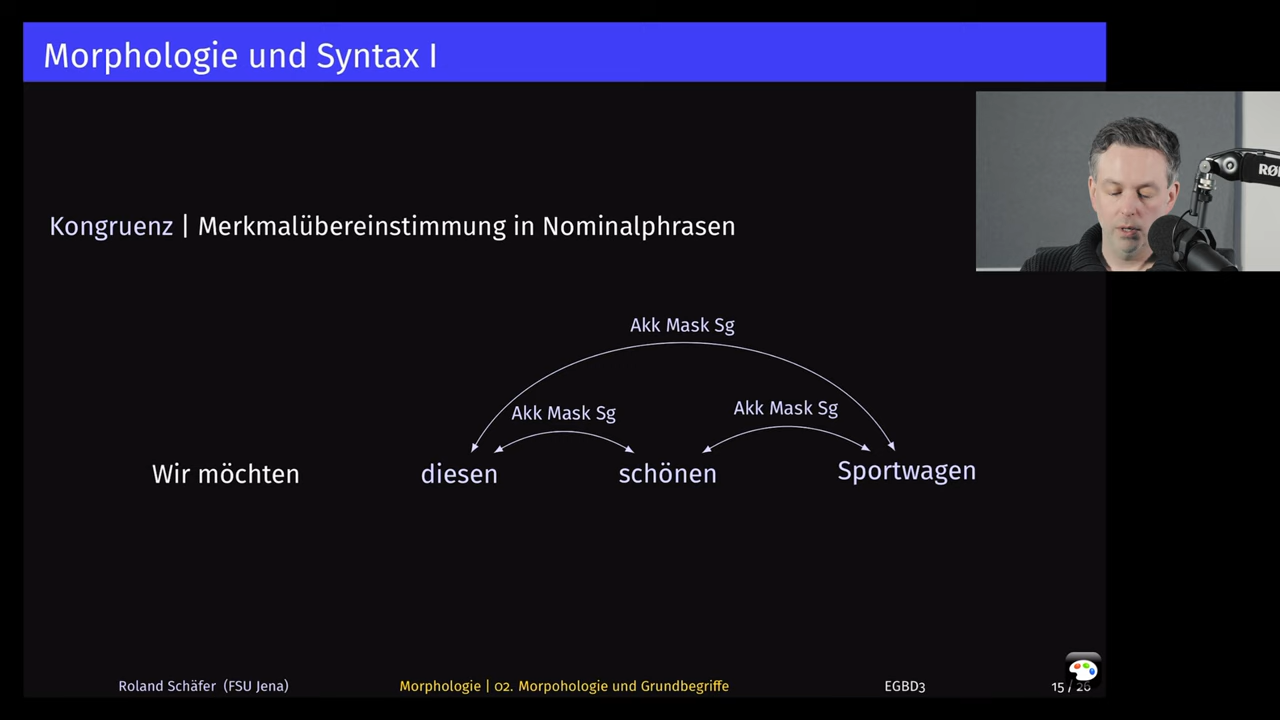 Morphologie und Syntax I
Kongruenz | Merkmalübereinstimmung in Nominalphrasen
Akk Mask Sg
Akk Mask Sg
Akk Mask Sg
Wir möchten diesen schönen Sportwagen
Roland Schäfer (FSU Jena) Morphologie | 02. Morpohologie und Grundbegriffe EGBD3 15 / 26